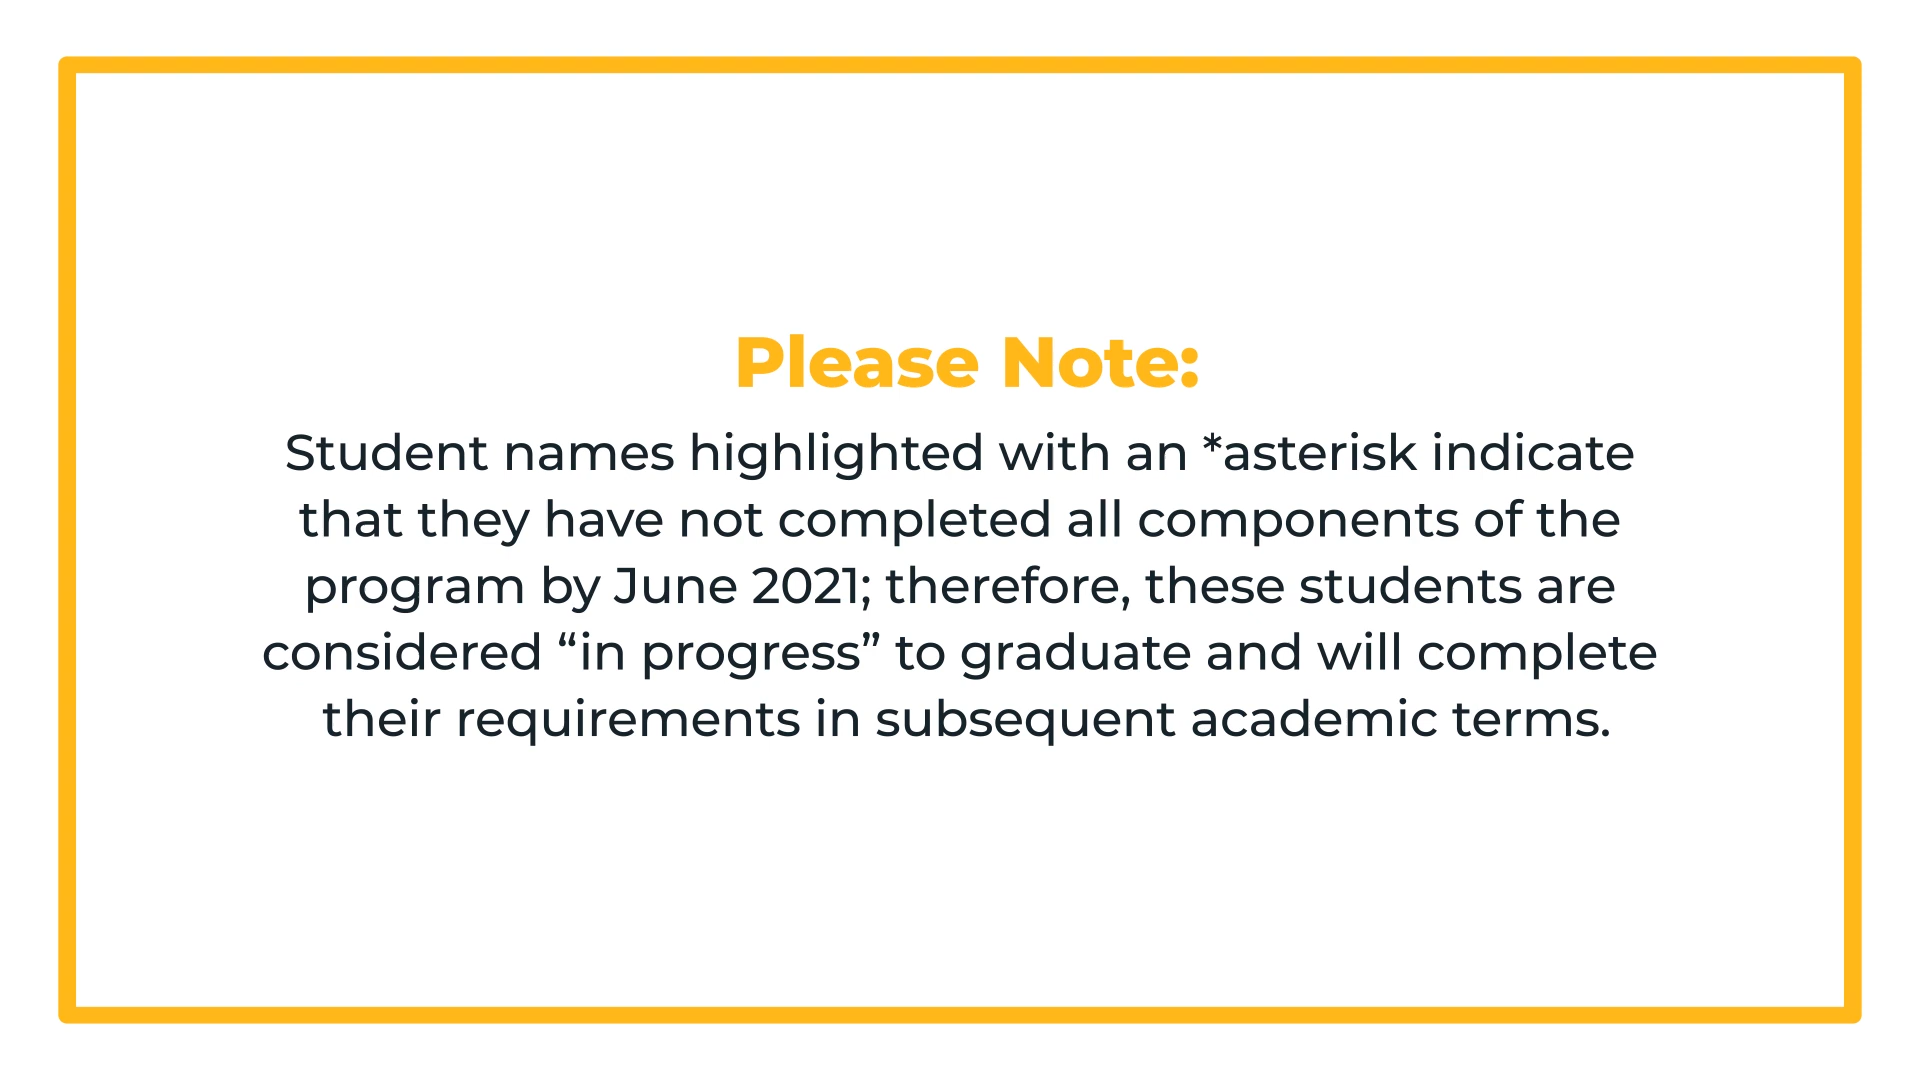 Please Note:
Student names highlighted with an *asterisk indicate
that they have not completed all components of the
program by June 2021; therefore, these students are
considered “in progress” to graduate and will complete
their requirements in subsequent academic terms.